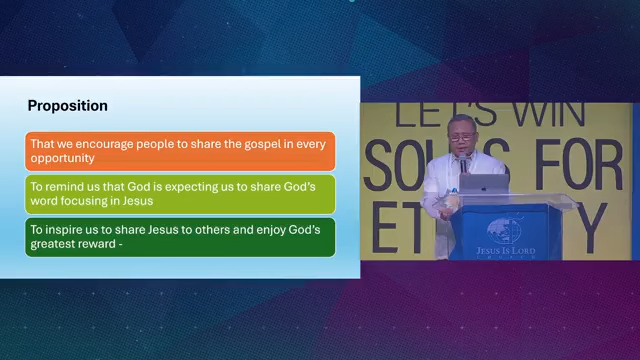 Proposition
That we encourage people to share the gospel in every
opportunity
To remind us that God is expecting us to share God's
word focusing in Jesus
To inspire us to share Jesus to others and enjoy God's
greatest reward -
LET'S WIN
FOR
JESUS IS LORD
CHURCH